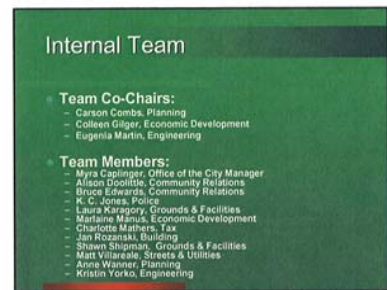 Internal Team
Team Co-Chairs:
– Carson Combs, Planning
– Colleen Gilger, Economic Development
– Eugenia Martin, Engineering
Team Members:
– Myra Caplinger, Office of the City Manager
– Alison Doolittle, Community Relations
– Bruce Edwards, Community Relations
– K. C. Jones, Police
– Laura Karagory, Grounds & Facilities
– Marlaine Manus, Economic Development
– Charlotte Mathers, Tax
– Jan Rozanski, Building
– Shawn Shipman, Grounds & Facilities
– Matt Villareale, Streets & Utilities
– Anne Wanner, Planning
– Kristin Yorko, Engineering